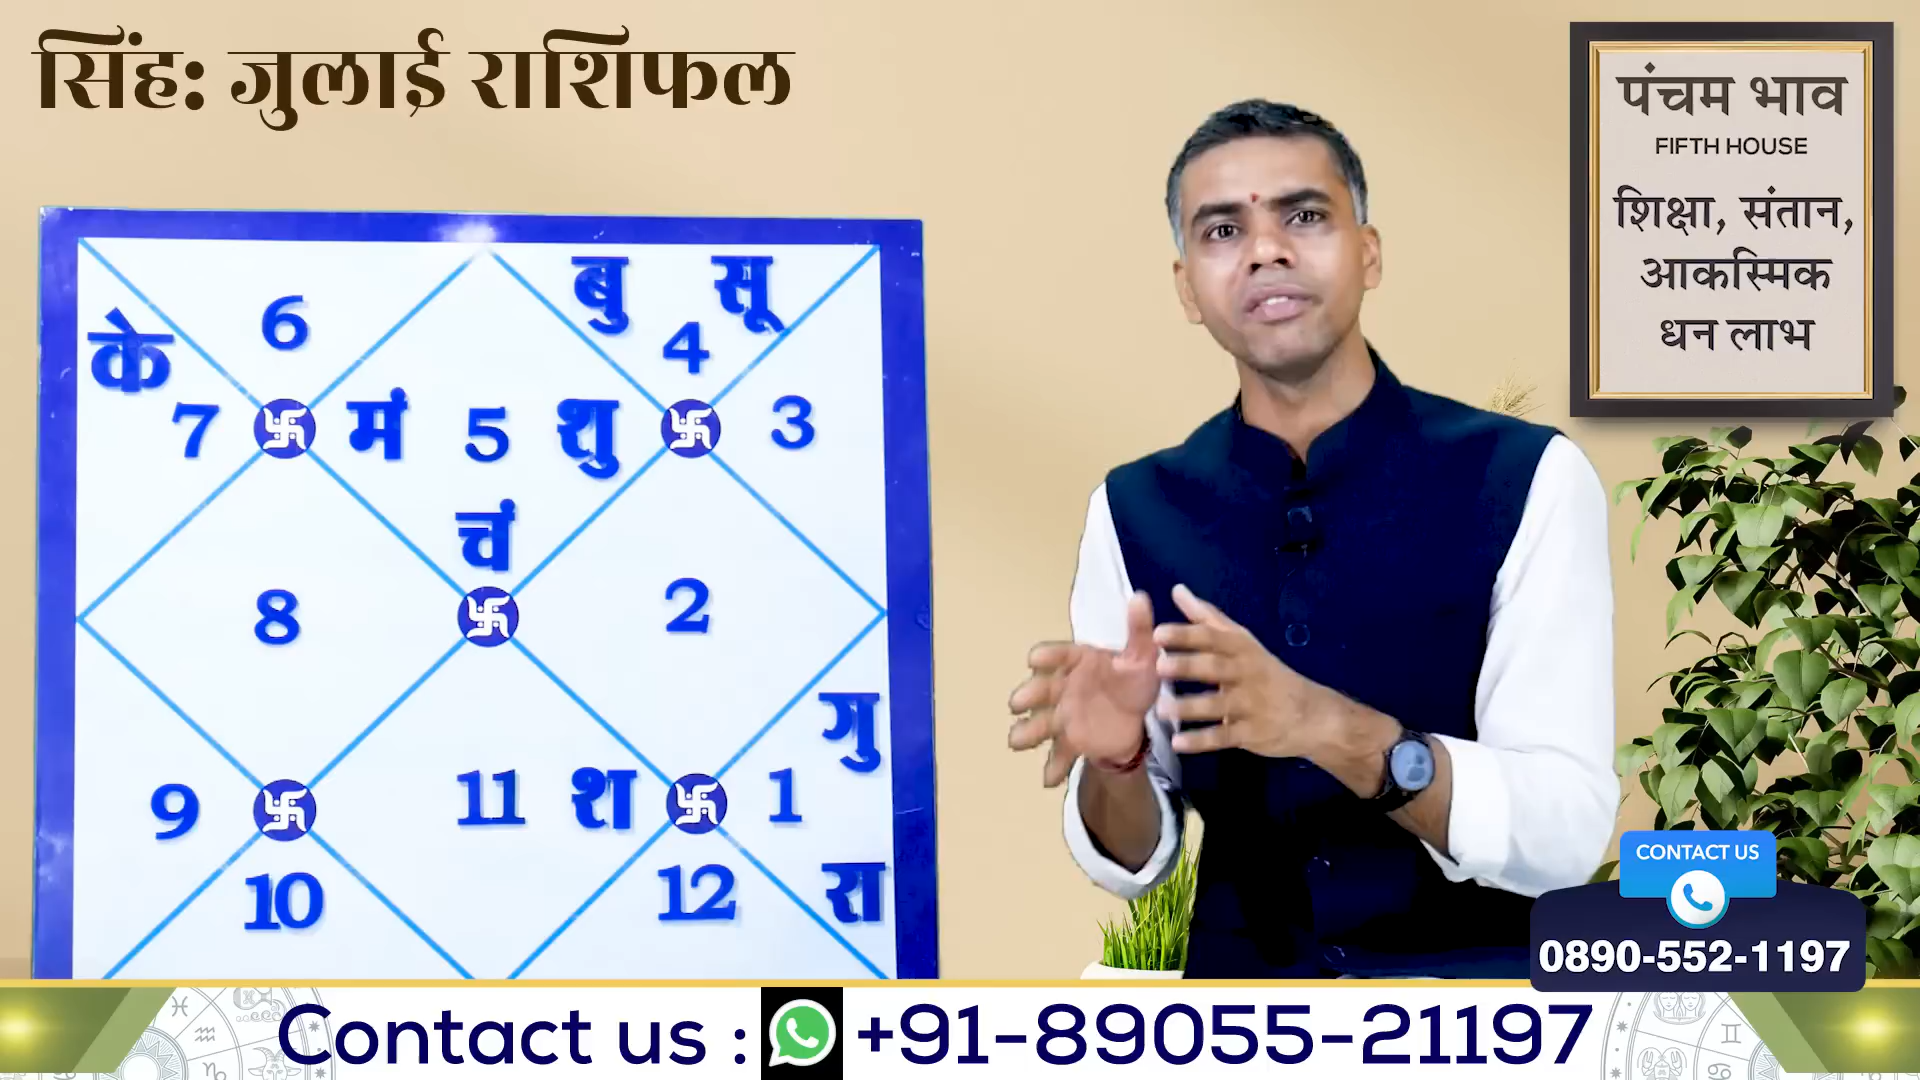 सिंह: जुलाई राशिफल
पंचम भाव
FIFTH HOUSE
शिक्षा, संतान,
आकस्मिक
धन लाभ
बु सू
6 4
के
7 मं 5 शु 3
चं
8 2
गु
9 11 श 1
10 12 रा
CONTACT US
0890-552-1197
Contact us : +91-89055-21197